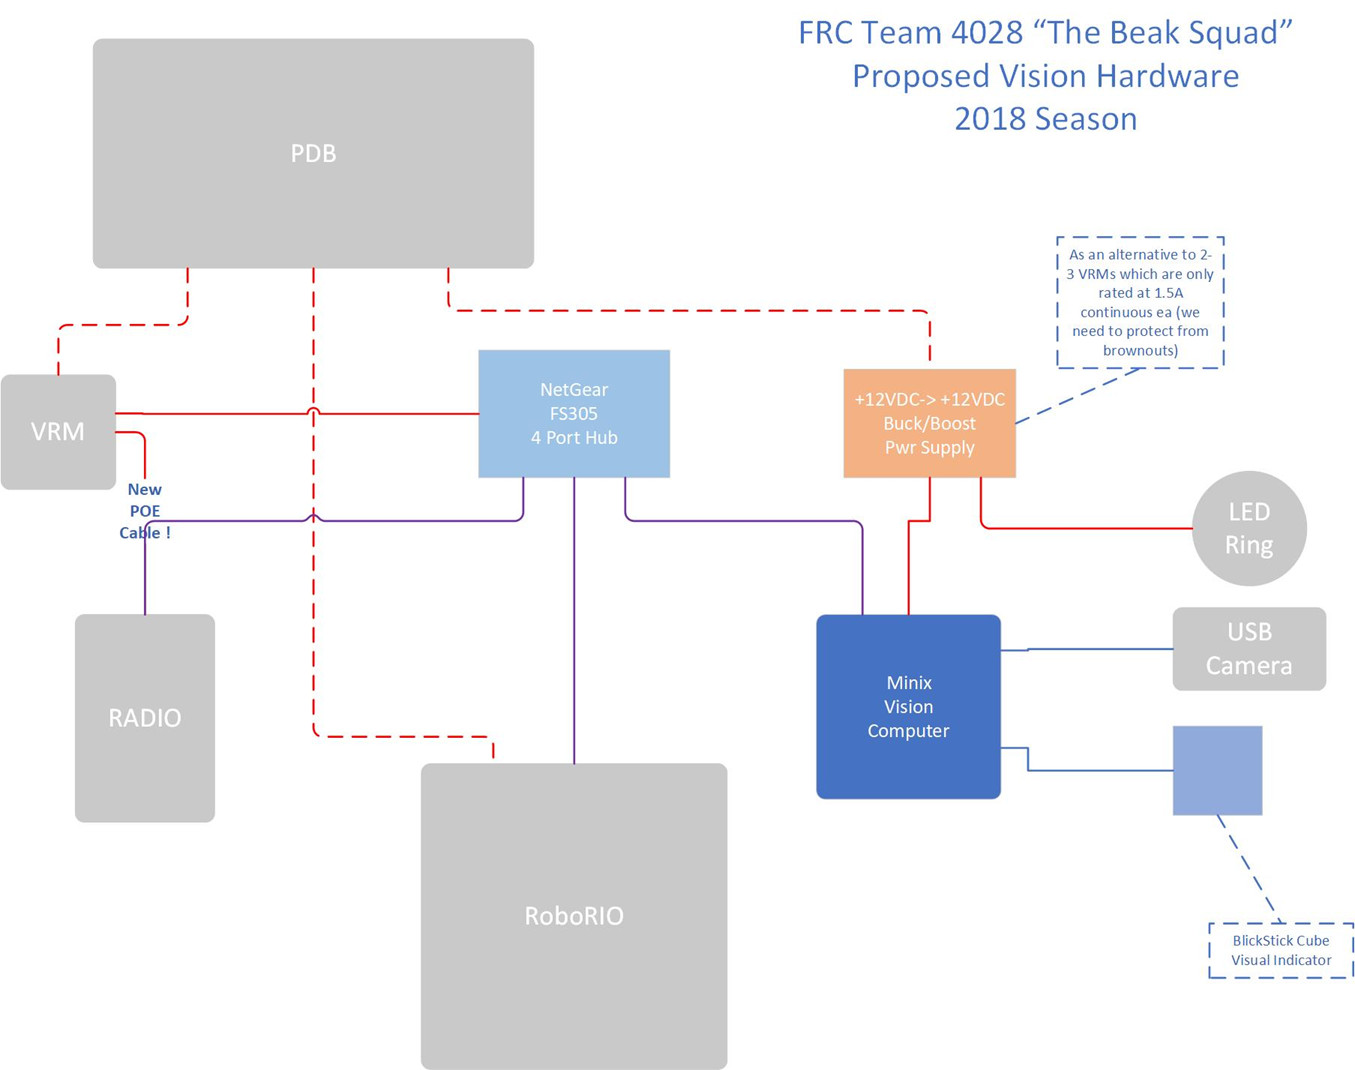 FRC Team 4028 “The Beak Squad”
Proposed Vision Hardware
2018 Season
PDB
As an alternative to 2-
3 VRMs which are only
rated at 1.5A
continuous ea (we
need to protect from
brownouts)
VRM
NetGear
FS305
4 Port Hub
+12VDC-> +12VDC
Buck/Boost
Pwr Supply
New
POE
Cable !
LED
Ring
USB
Camera
RADIO
Minix
Vision
Computer
RoboRIO
BlickStick Cube
Visual Indicator